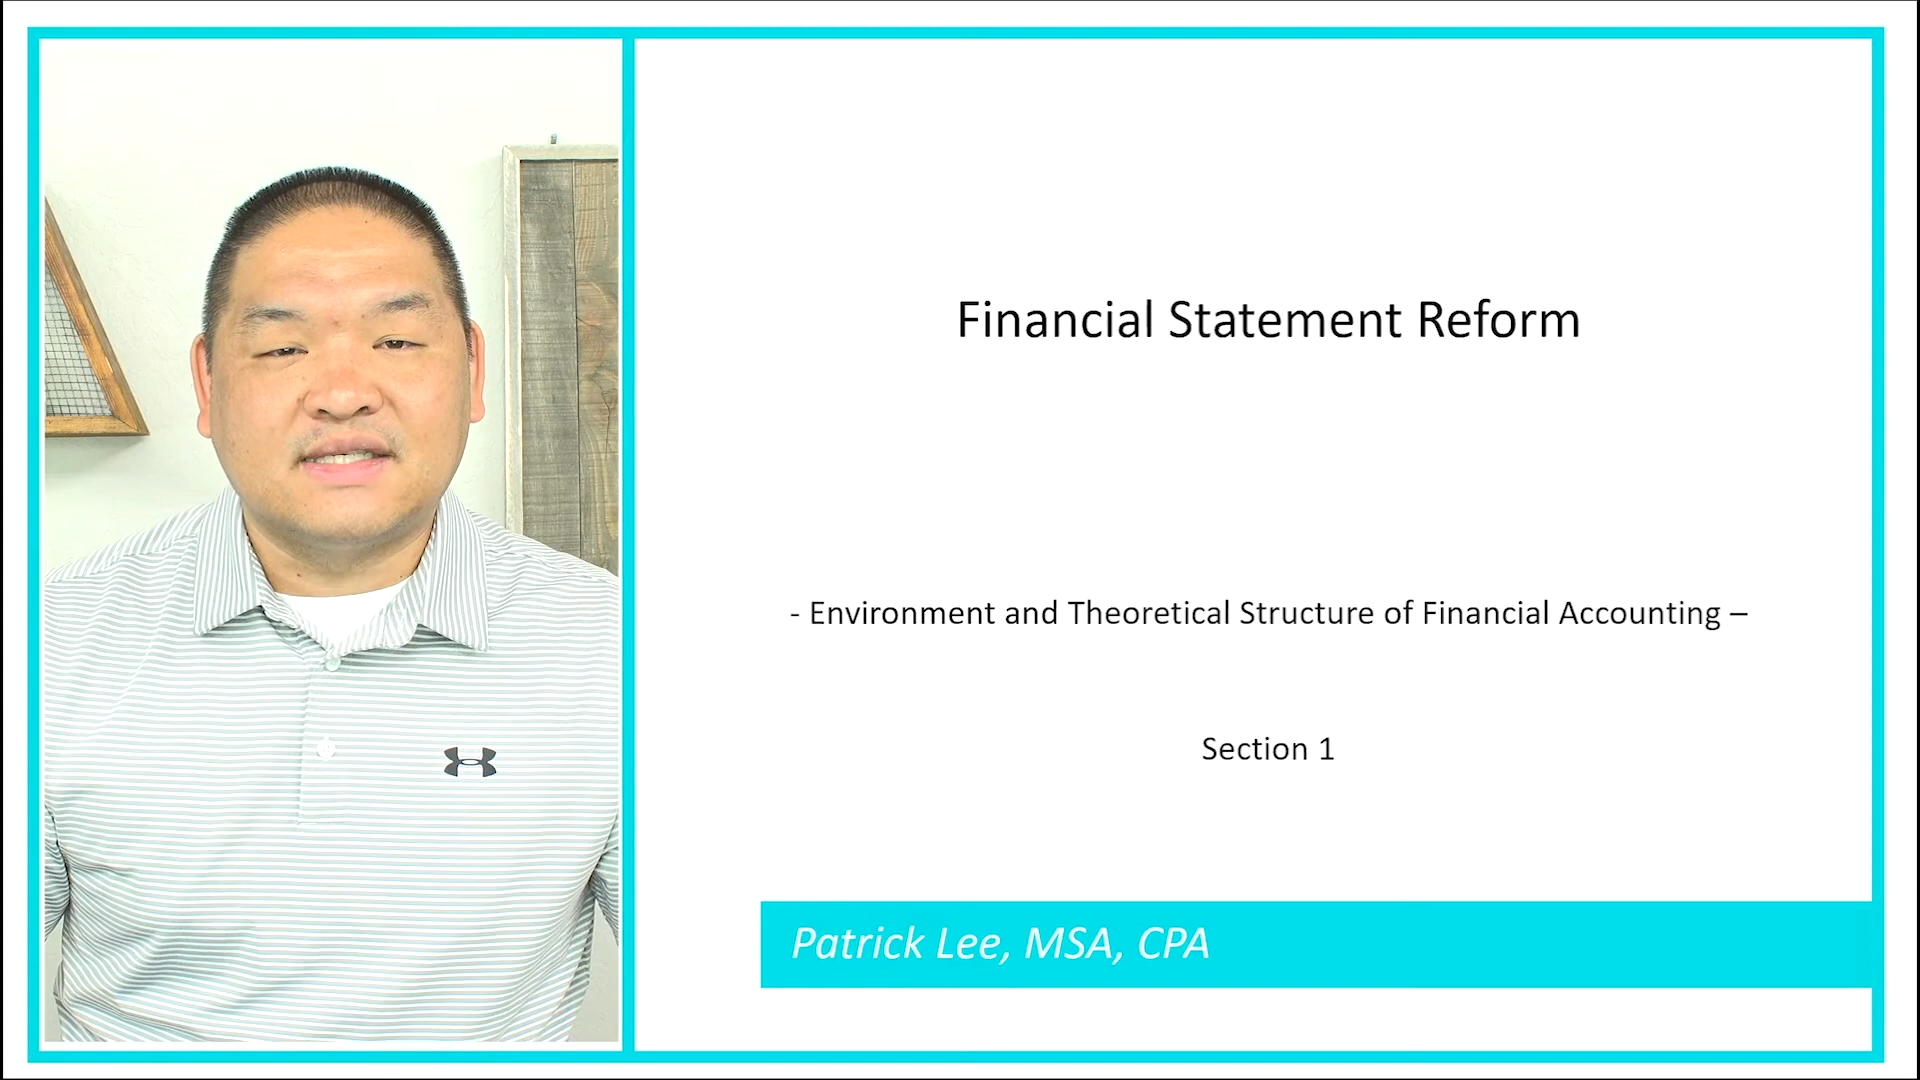 Financial Statement Reform
- Environment and Theoretical Structure of Financial Accounting –
Section 1
Patrick Lee, MSA, CPA